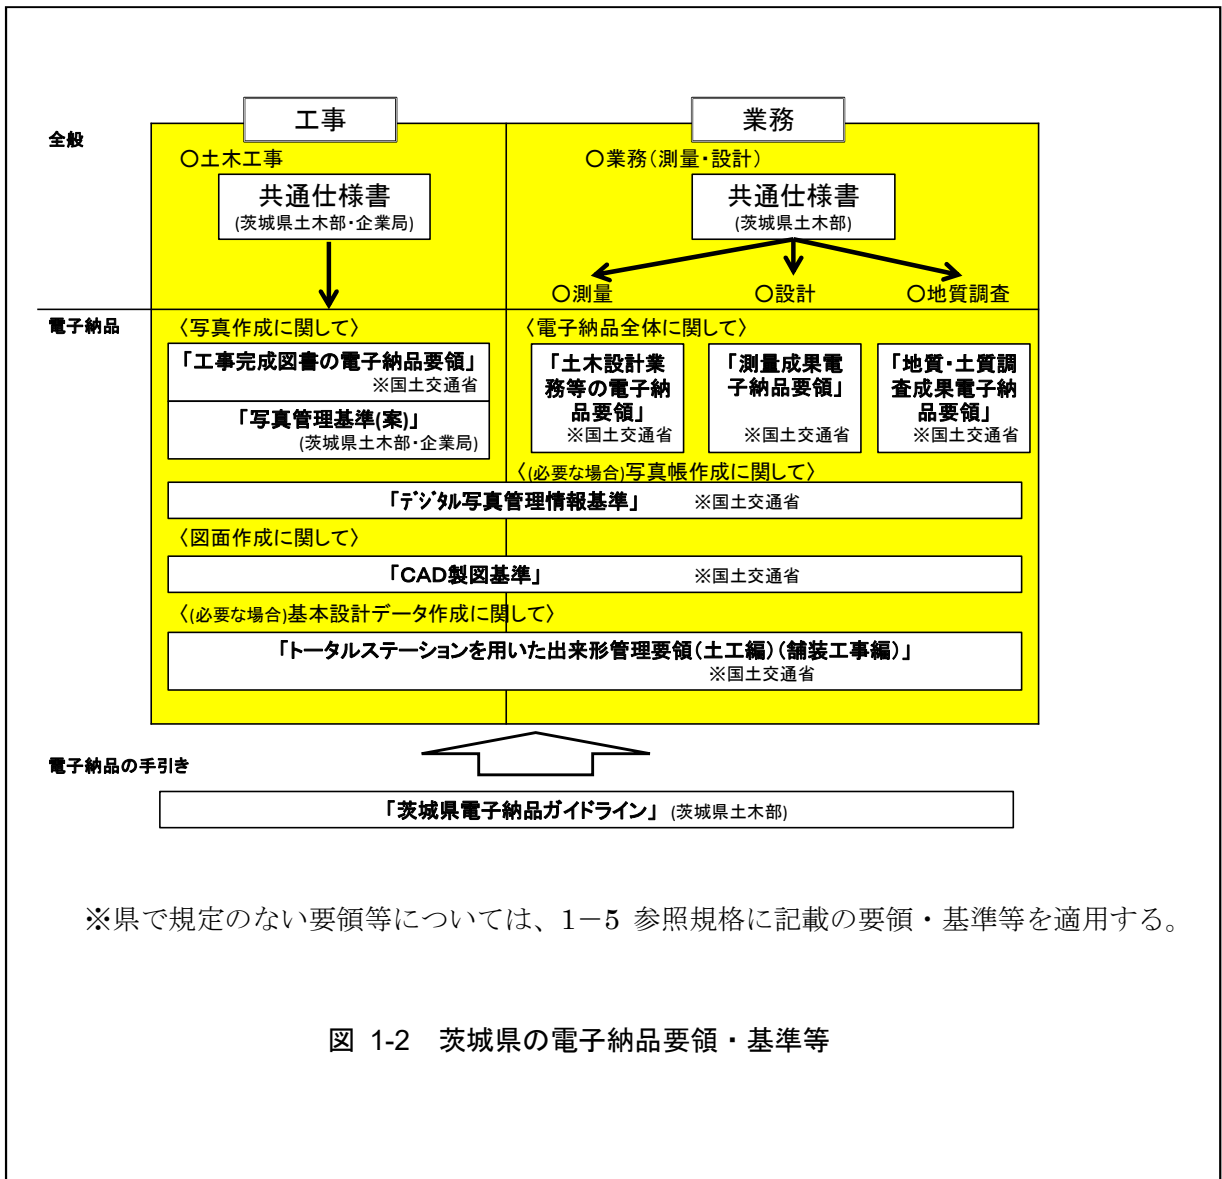 工事
業務
全般
○土木工事
○業務(測量・設計)
共通仕様書
(茨城県土木部・企業局)
共通仕様書
(茨城県土木部)
○測量
○設計
○地質調査
電子納品
〈写真作成に関して〉
〈電子納品全体に関して〉
「工事完成図書の電子納品要領」
※国土交通省
「写真管理基準(案)」
(茨城県土木部・企業局)
「土木設計業
務等の電子納
品要領」
※国土交通省
「測量成果電
子納品要領」
※国土交通省
「地質・土質調
査成果電子納
品要領」
※国土交通省
〈(必要な場合)写真帳作成に関して〉
「デジタル写真管理情報基準」 ※国土交通省
〈図面作成に関して〉
「CAD製図基準」 ※国土交通省
〈(必要な場合)基本設計データ作成に関して〉
「トータルステーションを用いた出来形管理要領(土工編)(舗装工事編)」
※国土交通省
電子納品の手引き
「茨城県電子納品ガイドライン」 (茨城県土木部)
※県で規定のない要領等については、1－5 参照規格に記載の要領・基準等を適用する。
図 1-2 茨城県の電子納品要領・基準等